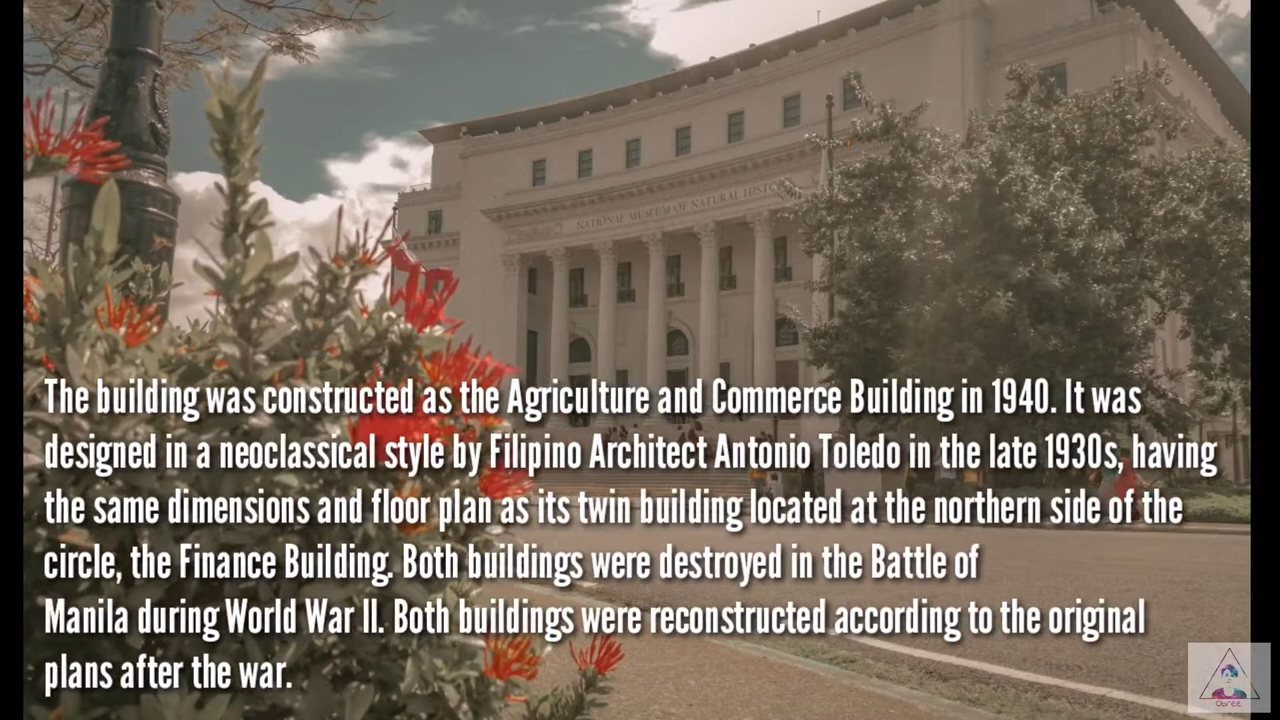 NATIONAL MUSEUM OF NATURAL HISTORY
The building was constructed as the Agriculture and Commerce Building in 1940. It was
designed in a neoclassical style by Filipino Architect Antonio Toledo in the late 1930s, having
the same dimensions and floor plan as its twin building located at the northern side of the
circle, the Finance Building. Both buildings were destroyed in the Battle of
Manila during World War II. Both buildings were reconstructed according to the original
plans after the war.
Obree